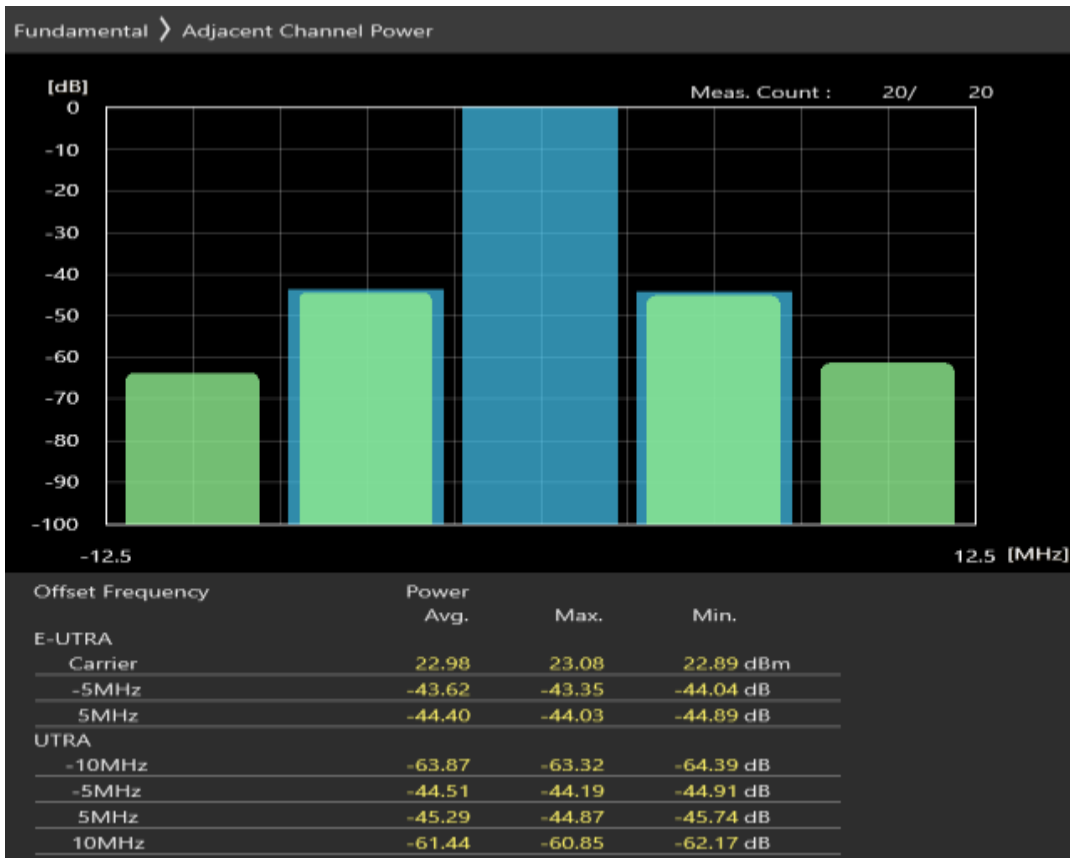 Fundamental 〉 Adjacent Channel Power
[dB]
Meas. Count : 20/ 20
0
-10
-20
-30
-40
-50
-60
-70
-80
-90
-100
-12.5 12.5 [MHz]
Offset Frequency Power
Avg. Max. Min.
E-UTRA
Carrier 22.98 23.08 22.89 dBm
-5MHz -43.62 -43.35 -44.04 dB
5MHz -44.40 -44.03 -44.89 dB
UTRA
-10MHz -63.87 -63.32 -64.39 dB
-5MHz -44.51 -44.19 -44.91 dB
5MHz -45.29 -44.87 -45.74 dB
10MHz -61.44 -60.85 -62.17 dB